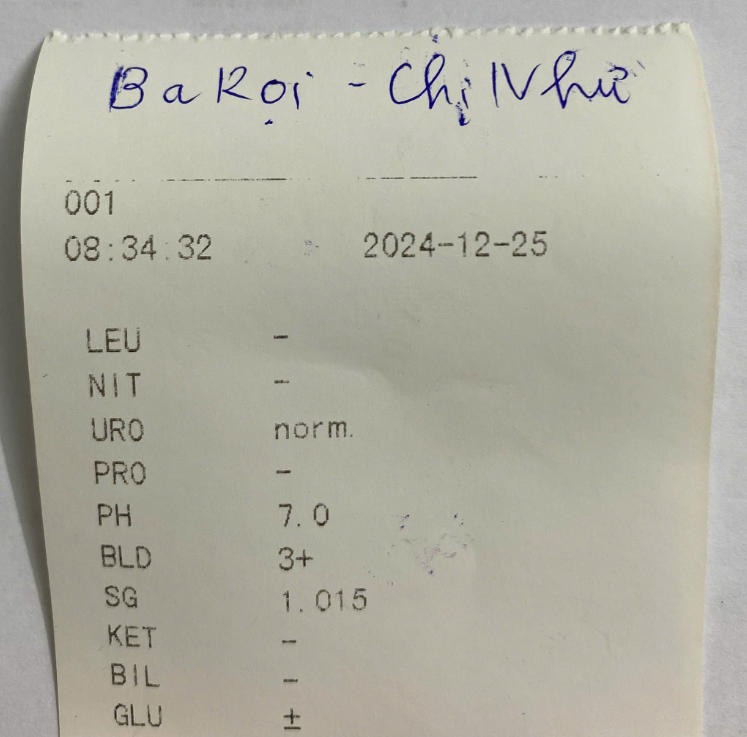 Ba Rọi - Chị Như
001
08:34:32 2024-12-25
LEU -
NIT -
URO norm.
PRO -
PH 7.0
BLD 3+
SG 1.015
KET -
BIL -
GLU ±